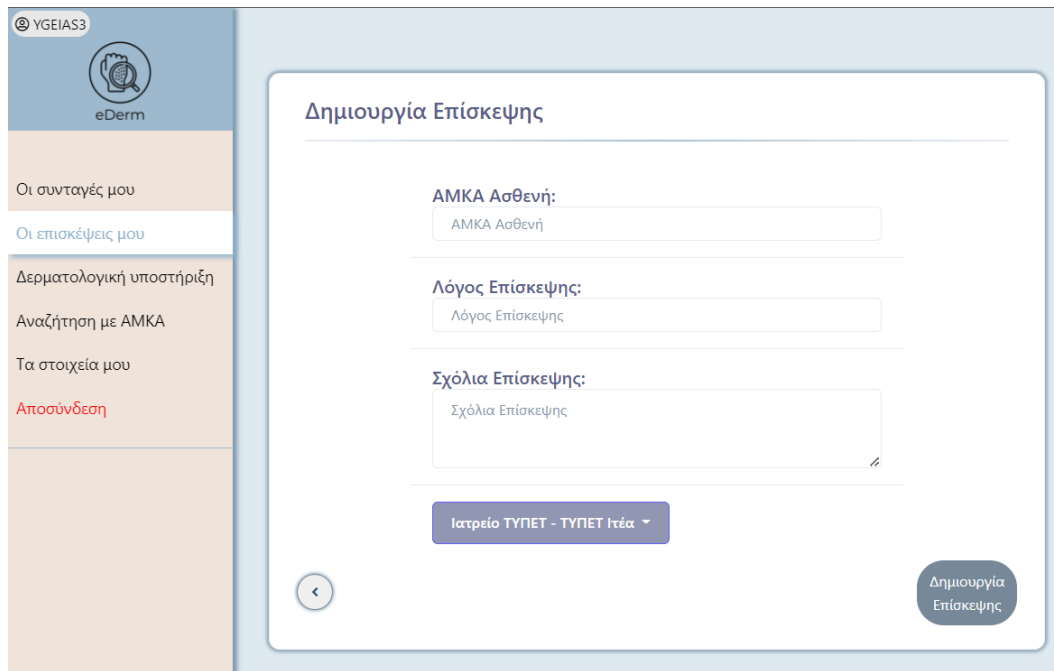 YGEIAS3
eDerm
Οι συνταγές μου
Οι επισκέψεις μου
Δερματολογική υποστήριξη
Αναζήτηση με ΑΜΚΑ
Τα στοιχεία μου
Αποσύνδεση
Δημιουργία Επίσκεψης
ΑΜΚΑ Ασθενή:
ΑΜΚΑ Ασθενή
Λόγος Επίσκεψης:
Λόγος Επίσκεψης
Σχόλια Επίσκεψης:
Σχόλια Επίσκεψης
Ιατρείο ΤΥΠΕΤ - ΤΥΠΕΤ Ιτέα
Δημιουργία
Επίσκεψης